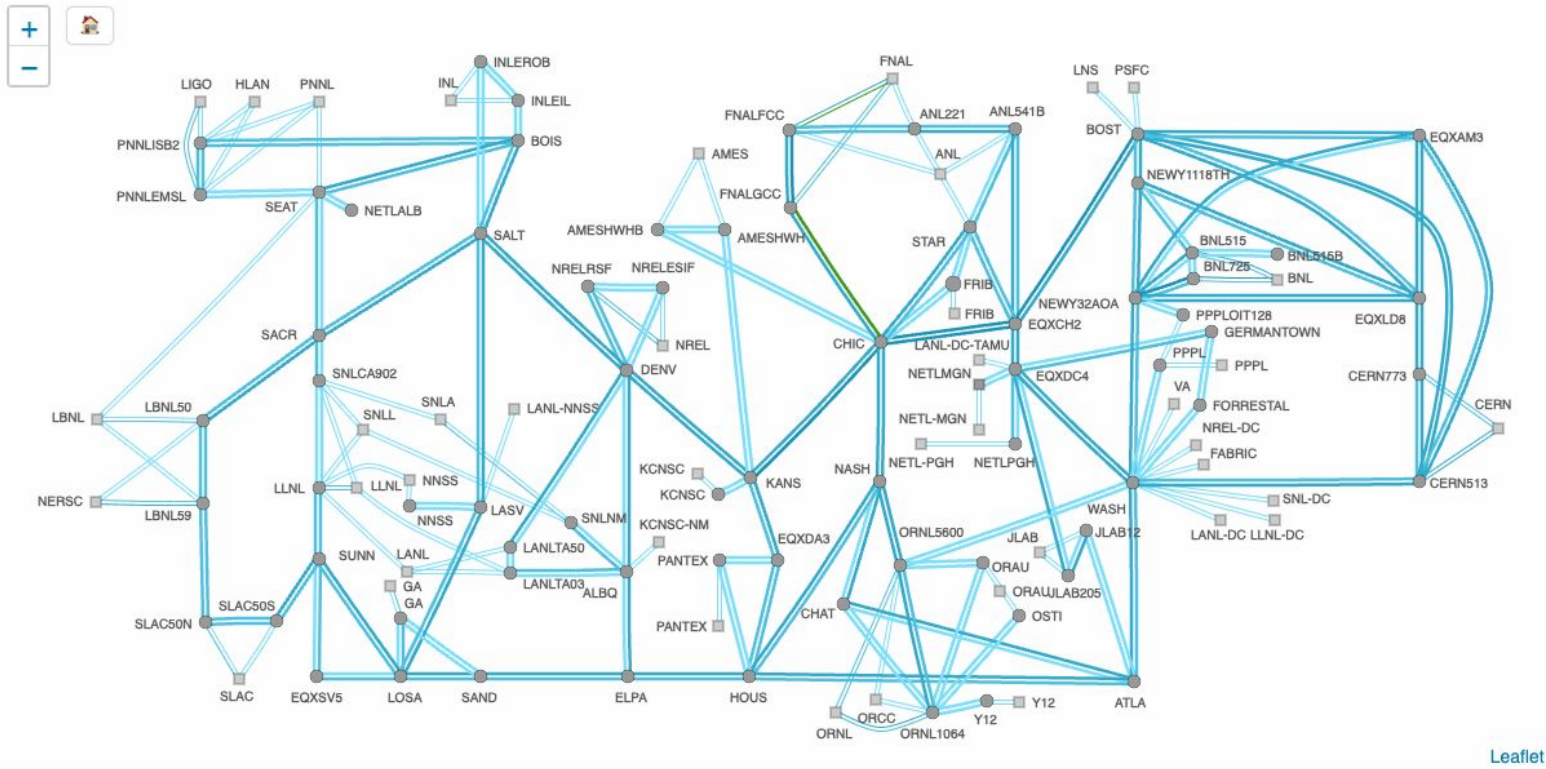 +
−
INLEROB
FNAL
LNS
PSFC
LIGO
HLAN
PNNL
INL
INLEIL
FNALFCC
ANL221
ANL541B
BOST
EQXAM3
PNNLISB2
BOIS
AMES
ANL
NEWY1118TH
PNNLEMSL
SEAT
NETLALB
FNALGCC
SALT
AMESHWHB
AMESHWH
STAR
BNL515
BNL515B
BNL725
BNL
NRELRSF
NRELESIF
FRIB
FRIB
NEWY32AOA
PPPLOIT128
EQXLD8
EQXCH2
GERMANTOWN
SACR
NREL
CHIC
LANL-DC-TAMU
PPPL
PPPL
SNLCA902
DENV
NETLMGN
EQXDC4
CERN773
VA
LBNL
LBNL50
SNLA
SNLL
LANL-NNSS
FORRESTAL
CERN
NETL-MGN
NREL-DC
FABRIC
NETL-PGH
NETLPGH
KCNSC
KCNSC
KANS
NASH
LLNL
LLNL
NNSS
NNSS
LASV
CERN513
NERSC
LBNL59
SNLNM
KCNSC-NM
WASH
SNL-DC
LANL-DC
LLNL-DC
ORNL5600
JLAB
JLAB12
EQXDA3
SUNN
LANL
LANLTA50
LANLTA03
ALBQ
PANTEX
ORAU
ORAU
JLAB205
GA
GA
SLAC50S
SLAC50N
CHAT
OSTI
PANTEX
SLAC
EQXSV5
LOSA
SAND
ELPA
HOUS
ATLA
ORCC
ORNL
ORNL1064
Y12
Y12
Leaflet